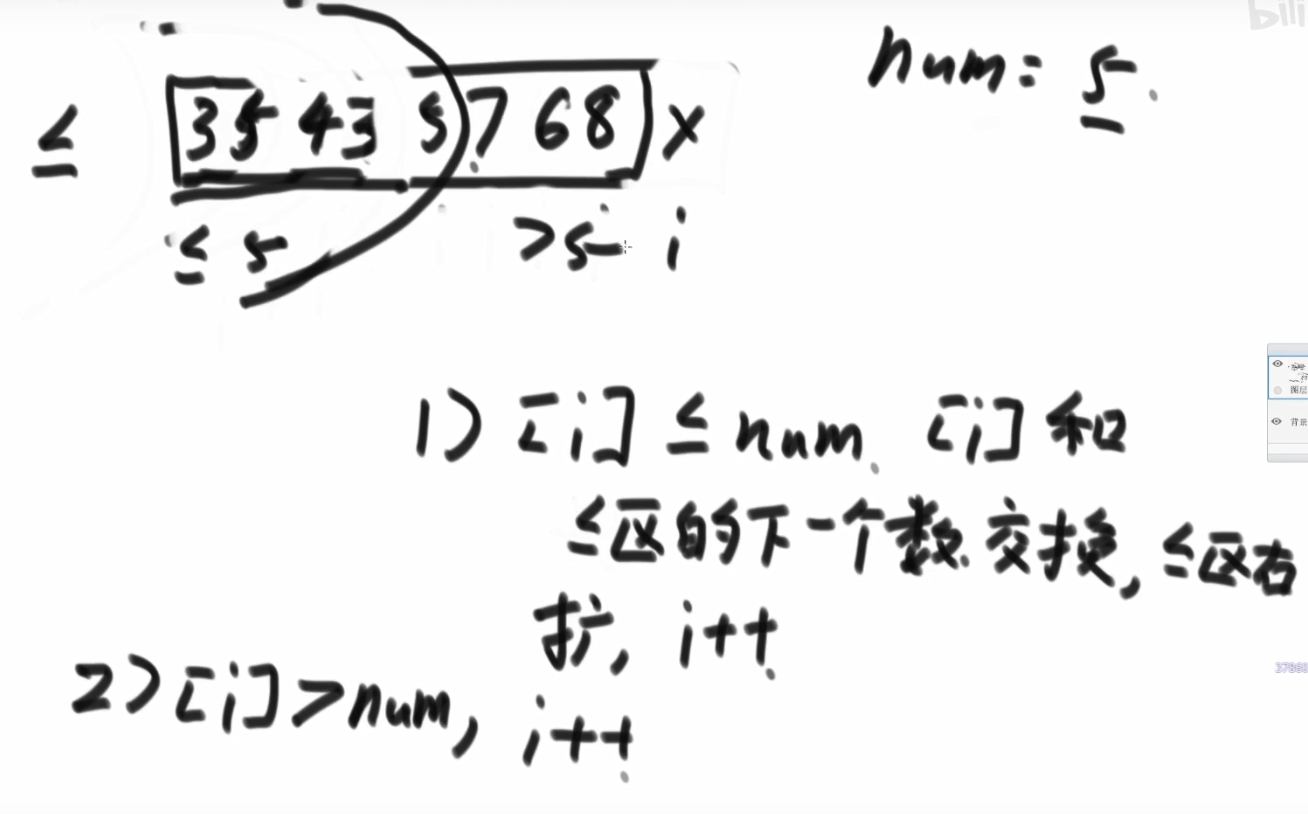 bili
num: 5.
≤ 3 5 4 3 5 7 6 8 x
≤ 5 >5 i
1) [i] ≤ num. [i] 和
≤区的下一个数.交换, ≤区右
扩, i++
2) [i] > num, i++
图层
背景